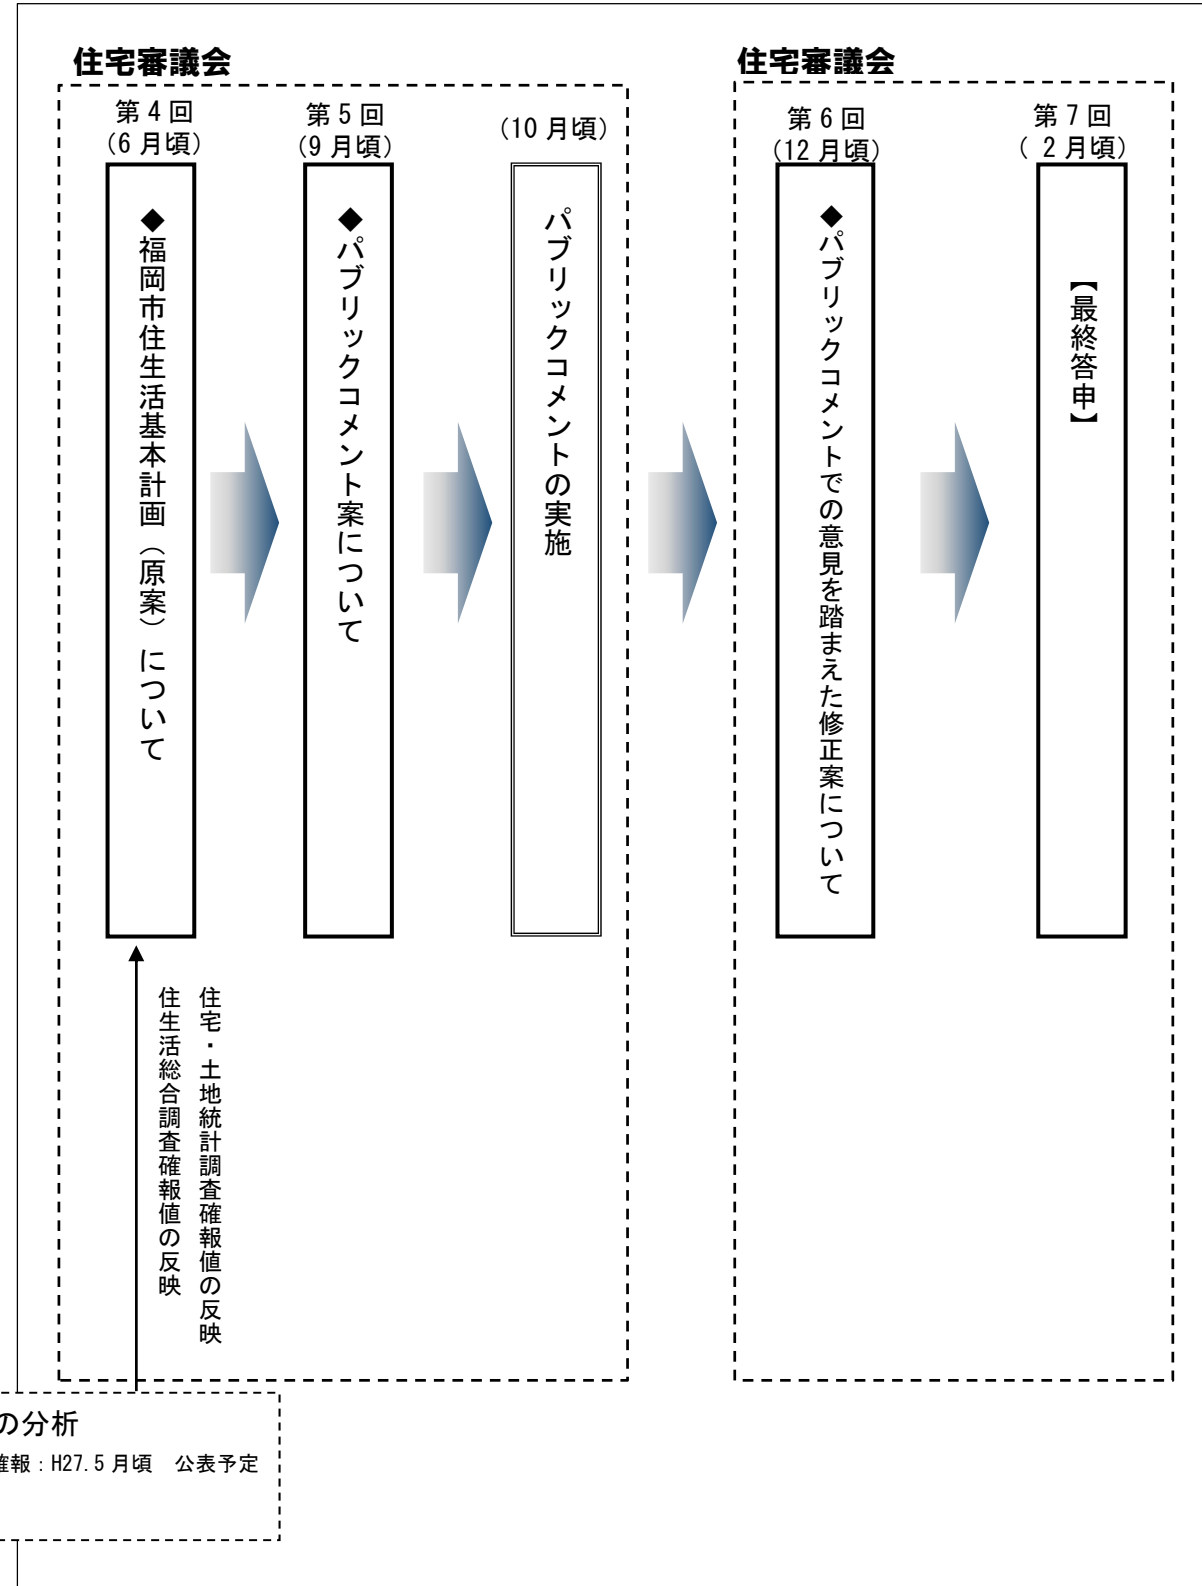 住宅審議会
第４回
（6 月頃）
◆福岡市住生活基本計画（原案）について
第５回
（9 月頃）
◆パブリックコメント案について
（10 月頃）
パブリックコメントの実施
住宅・土地統計調査確報値の反映
住生活総合調査確報値の反映
住宅審議会
第６回
（12 月頃）
◆パブリックコメントでの意見を踏まえた修正案について
第７回
（ 2 月頃）
【最終答申】
の分析
確報：H27.5 月頃　公表予定